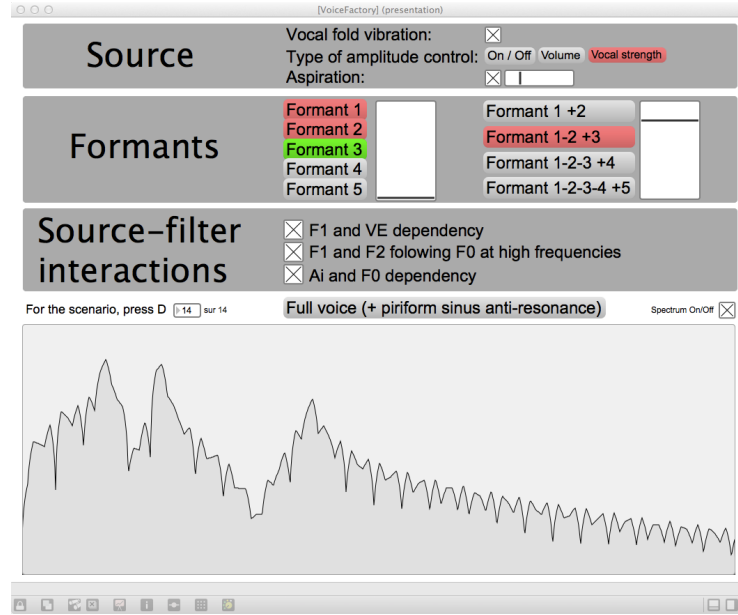 [VoiceFactory] (presentation)
Source
Vocal fold vibration:
Type of amplitude control: On / Off Volume Vocal strength
Aspiration:
Formants
Formant 1
Formant 2
Formant 3
Formant 4
Formant 5
Formant 1 +2
Formant 1-2 +3
Formant 1-2-3 +4
Formant 1-2-3-4 +5
Source-filter
interactions
F1 and VE dependency
F1 and F2 folowing F0 at high frequencies
Ai and F0 dependency
For the scenario, press D 14 sur 14
Full voice (+ piriform sinus anti-resonance)
Spectrum On/Off